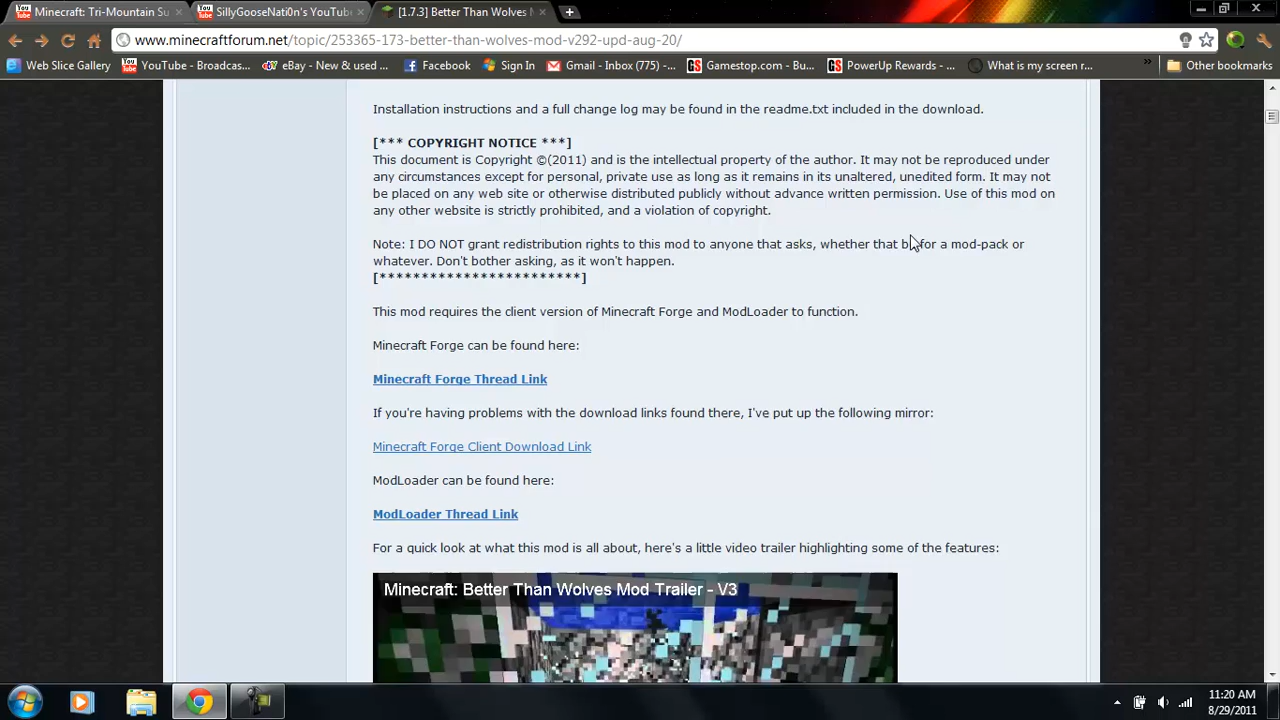 Minecraft: Tri-Mountain Su
SillyGooseNati0n's YouTube
[1.7.3] Better Than Wolves M
www.minecraftforum.net/topic/253365-173-better-than-wolves-mod-v292-upd-aug-20/
Web Slice Gallery
YouTube - Broadcas...
eBay - New & used ...
Facebook
Sign In
Gmail - Inbox (775) -...
Gamestop.com - Bu...
PowerUp Rewards - ...
What is my screen r...
»
Other bookmarks
Installation instructions and a full change log may be found in the readme.txt included in the download.
[*** COPYRIGHT NOTICE ***]
This document is Copyright ©(2011) and is the intellectual property of the author. It may not be reproduced under
any circumstances except for personal, private use as long as it remains in its unaltered, unedited form. It may not
be placed on any web site or otherwise distributed publicly without advance written permission. Use of this mod on
any other website is strictly prohibited, and a violation of copyright.
Note: I DO NOT grant redistribution rights to this mod to anyone that asks, whether that be for a mod-pack or
whatever. Don't bother asking, as it won't happen.
[*************************]
This mod requires the client version of Minecraft Forge and ModLoader to function.
Minecraft Forge can be found here:
Minecraft Forge Thread Link
If you're having problems with the download links found there, I've put up the following mirror:
Minecraft Forge Client Download Link
ModLoader can be found here:
ModLoader Thread Link
For a quick look at what this mod is all about, here's a little video trailer highlighting some of the features:
Minecraft: Better Than Wolves Mod Trailer - V3
11:20 AM
8/29/2011